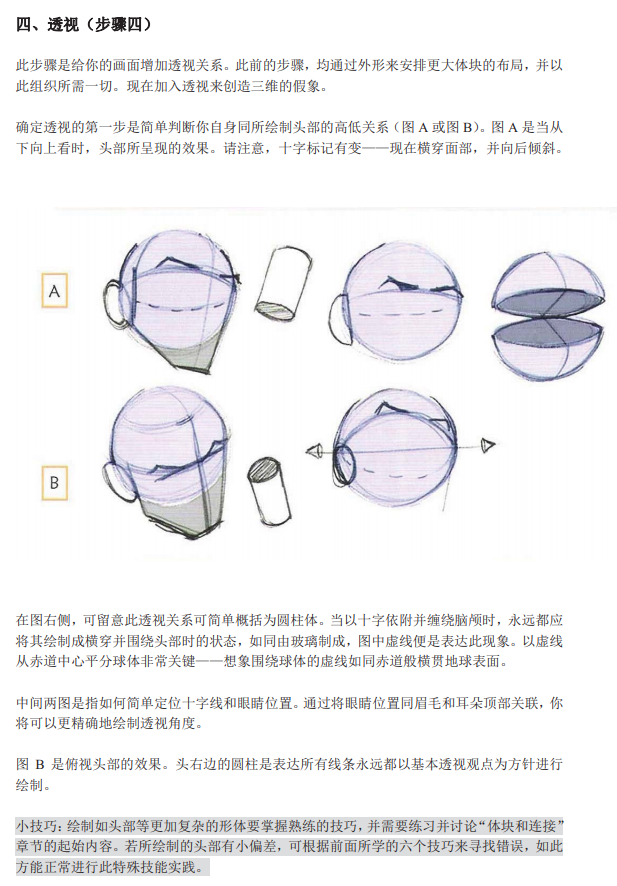 四、透视（步骤四）
此步骤是给你的画面增加透视关系。此前的步骤，均通过外形来安排更大体块的布局，并以
此组织所需一切。现在加入透视来创造三维的假象。
确定透视的第一步是简单判断你自身同所绘制头部的高低关系（图 A 或图 B）。图 A 是当从
下向上看时，头部所呈现的效果。请注意，十字标记有变——现在横穿面部，并向后倾斜。
A
B
在图右侧，可留意此透视关系可简单概括为圆柱体。当以十字依附并缠绕脑颅时，永远都应
将其绘制成横穿并围绕头部时的状态，如同由玻璃制成，图中虚线便是表达此现象。以虚线
从赤道中心平分球体非常关键——想象围绕球体的虚线如同赤道般横贯地球表面。
中间两图是指如何简单定位十字线和眼睛位置。通过将眼睛位置同眉毛和耳朵顶部关联，你
将可以更精确地绘制透视角度。
图 B 是俯视头部的效果。头右边的圆柱是表达所有线条永远都以基本透视观点为方针进行
绘制。
小技巧：绘制如头部等更加复杂的形体要掌握熟练的技巧，并需要练习并讨论“体块和连接”
章节的起始内容。若所绘制的头部有小偏差，可根据前面所学的六个技巧来寻找错误，如此
方能正常进行此特殊技能实践。